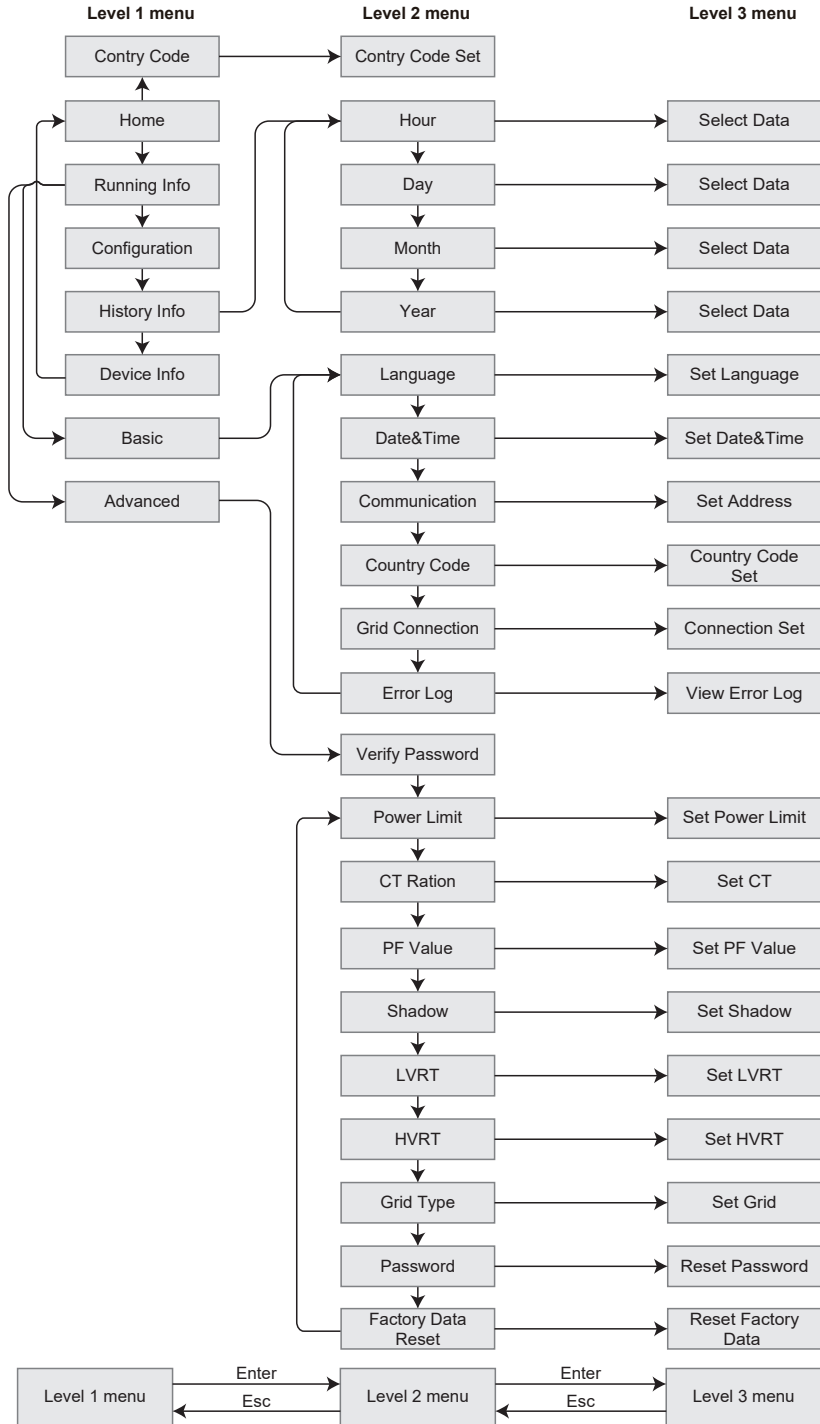 Level 1 menu
Level 2 menu
Level 3 menu
Contry Code
Contry Code Set
Home
Hour
Select Data
Running Info
Day
Select Data
Configuration
Month
Select Data
History Info
Year
Select Data
Device Info
Language
Set Language
Basic
Date&Time
Set Date&Time
Advanced
Communication
Set Address
Country Code
Country Code
Set
Grid Connection
Connection Set
Error Log
View Error Log
Verify Password
Power Limit
Set Power Limit
CT Ration
Set CT
PF Value
Set PF Value
Shadow
Set Shadow
LVRT
Set LVRT
HVRT
Set HVRT
Grid Type
Set Grid
Password
Reset Password
Factory Data
Reset
Reset Factory
Data
Level 1 menu
Enter
Esc
Level 2 menu
Enter
Esc
Level 3 menu